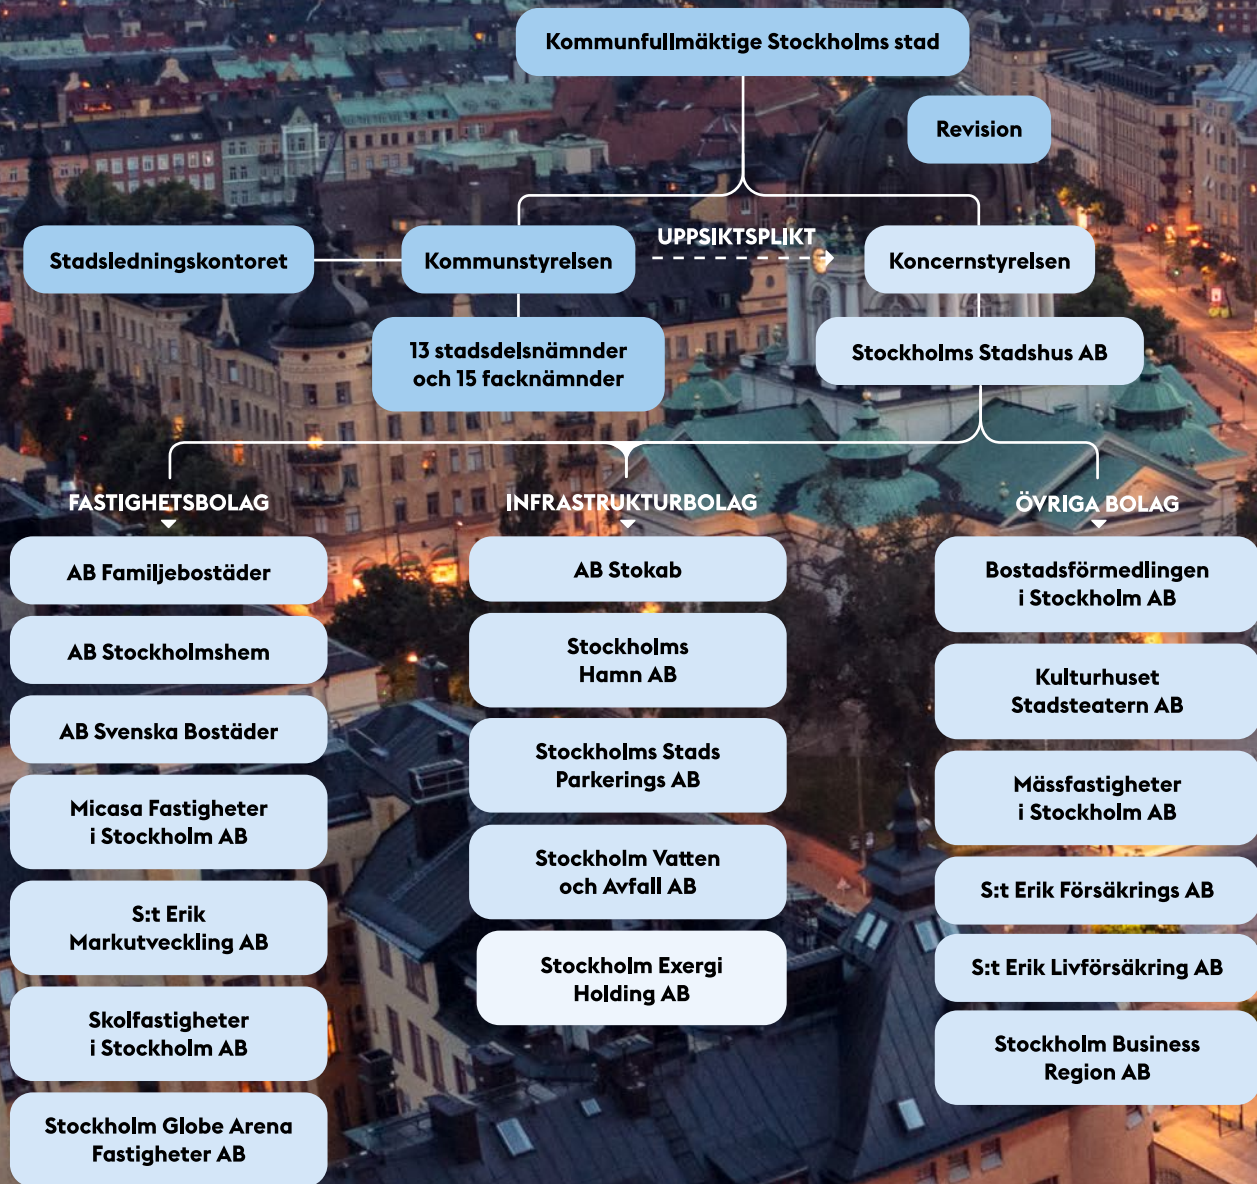 Kommunfullmäktige Stockholms stad
Revision
Stadsledningskontoret
Kommunstyrelsen
UPPSIKTSPLIKT
Koncernstyrelsen
13 stadsdelsnämnder
och 15 facknämnder
Stockholms Stadshus AB
FASTIGHETSBOLAG
AB Familjebostäder
AB Stockholmshem
AB Svenska Bostäder
Micasa Fastigheter
i Stockholm AB
S:t Erik
Markutveckling AB
Skolfastigheter
i Stockholm AB
Stockholm Globe Arena
Fastigheter AB
INFRASTRUKTURBOLAG
AB Stokab
Stockholms
Hamn AB
Stockholms Stads
Parkerings AB
Stockholm Vatten
och Avfall AB
Stockholm Exergi
Holding AB
ÖVRIGA BOLAG
Bostadsförmedlingen
i Stockholm AB
Kulturhuset
Stadsteatern AB
Mässfastigheter
i Stockholm AB
S:t Erik Försäkrings AB
S:t Erik Livförsäkring AB
Stockholm Business
Region AB